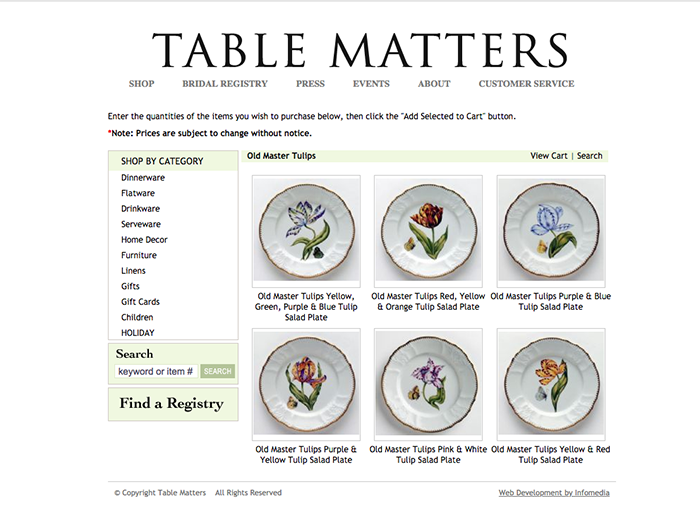 TABLE MATTERS
SHOP BRIDAL REGISTRY PRESS EVENTS ABOUT CUSTOMER SERVICE
Enter the quantities of the items you wish to purchase below, then click the "Add Selected to Cart" button.
*Note: Prices are subject to change without notice.
SHOP BY CATEGORY
Dinnerware
Flatware
Drinkware
Serveware
Home Decor
Furniture
Linens
Gifts
Gift Cards
Children
HOLIDAY
Search
keyword or item # SEARCH
Find a Registry
Old Master Tulips View Cart | Search
Old Master Tulips Yellow,
Green, Purple & Blue Tulip
Salad Plate
Old Master Tulips Red, Yellow
& Orange Tulip Salad Plate
Old Master Tulips Purple & Blue
Tulip Salad Plate
Old Master Tulips Purple &
Yellow Tulip Salad Plate
Old Master Tulips Pink & White
Tulip Salad Plate
Old Master Tulips Yellow & Red
Tulip Salad Plate
© Copyright Table Matters All Rights Reserved
Web Development by Infomedia